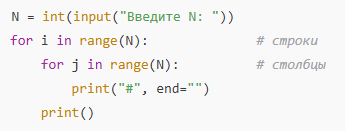 N = int(input("Введите N: "))
for i in range(N):               # строки
    for j in range(N):           # столбцы
        print("#", end="")
    print()